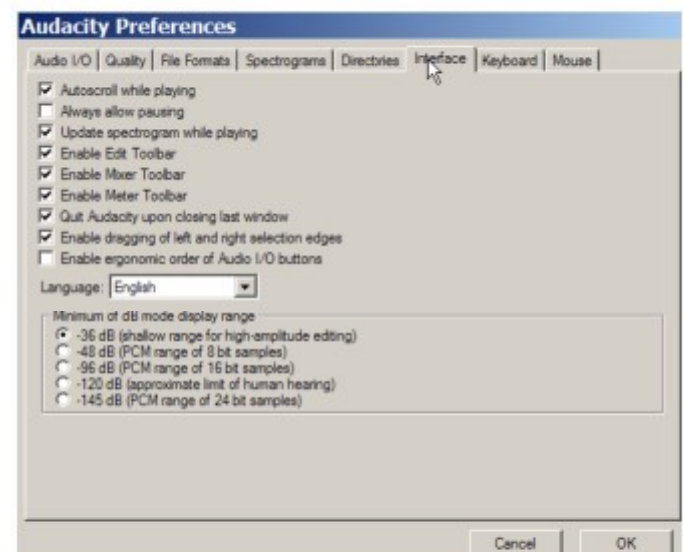 Audacity Preferences
Audio I/O Quality File Formats Spectrograms Directories Interface Keyboard Mouse
Autoscroll while playing
Always allow pausing
Update spectrogram while playing
Enable Edit Toolbar
Enable Mixer Toolbar
Enable Meter Toolbar
Quit Audacity upon closing last window
Enable dragging of left and right selection edges
Enable ergonomic order of Audio I/O buttons
Language: English
Minimum of dB mode display range
-36 dB (shallow range for high-amplitude editing)
-48 dB (PCM range of 8 bit samples)
-96 dB (PCM range of 16 bit samples)
-120 dB (approximate limit of human hearing)
-145 dB (PCM range of 24 bit samples)
Cancel OK